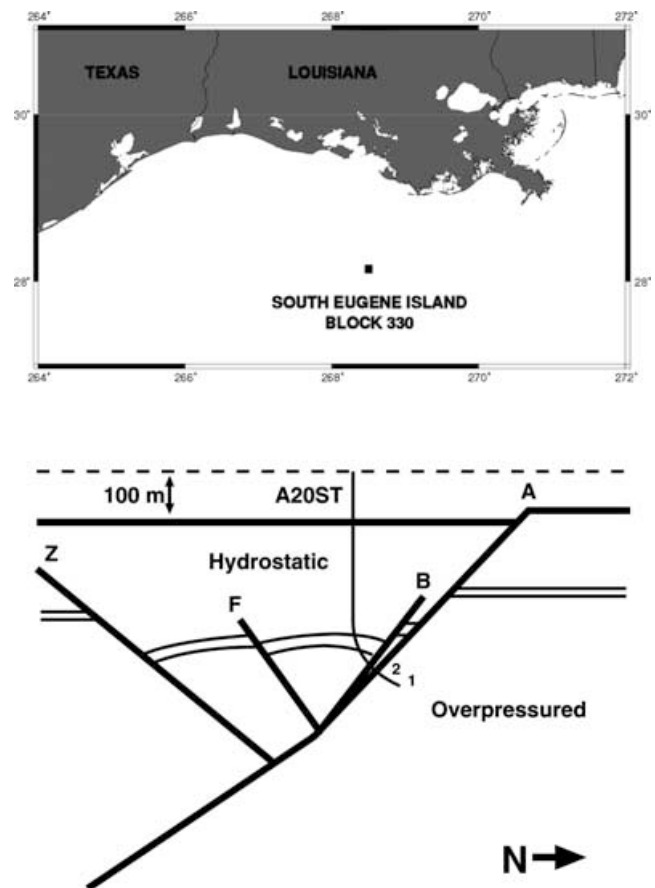 264° 266° 268° 270° 272°
TEXAS LOUISIANA
30° 30°
28° 28°
SOUTH EUGENE ISLAND
BLOCK 330
264° 266° 268° 270° 272°
100 m A20ST A
Z Hydrostatic
B
F
2
1
Overpressured
N